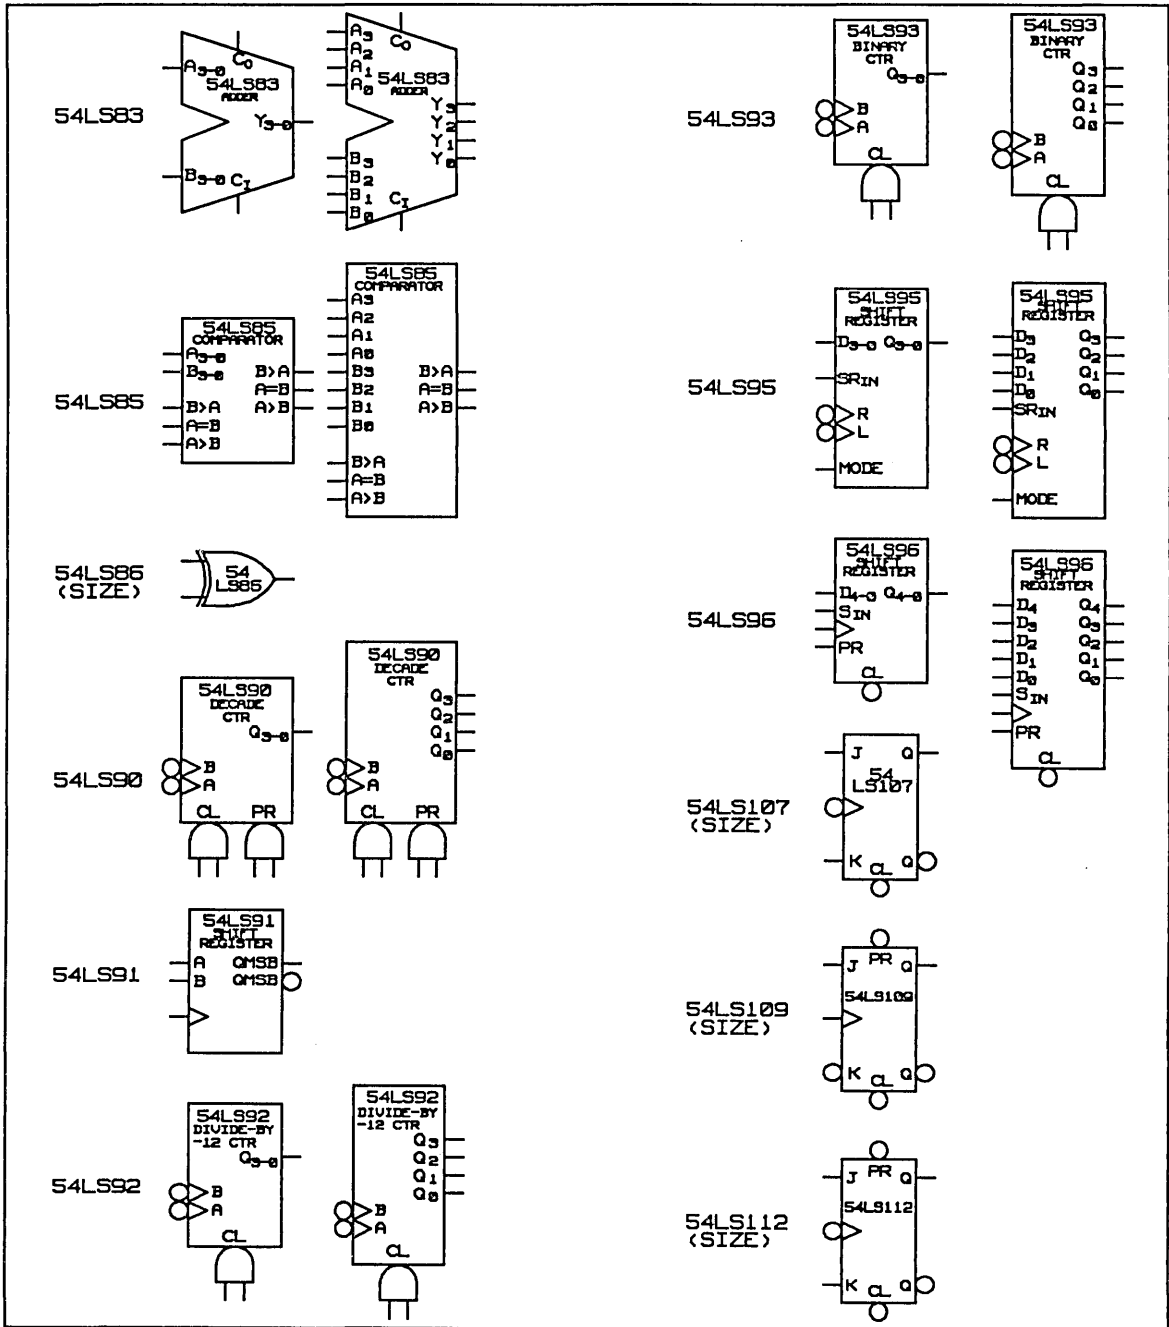 54LS83
A3-0
CO
54LS83
ADDER
Y3-0
B3-0
CI
A3
A2
A1
A0
CO
54LS83
ADDER
Y3
Y2
Y1
Y0
B3
B2
B1
B0
CI
54LS85
54LS85
COMPARATOR
A3-0
B3-0
B>A
A=B
B>A
A>B
A=B
A>B
54LS85
COMPARATOR
A3
A2
A1
A0
B3 B>A
B2 A=B
B1 A>B
B0
B>A
A=B
A>B
54LS86
(SIZE)
54
LS85
54LS90
54LS90
DECADE
CTR
Q3-0
B
A
CL PR
54LS90
DECADE
CTR
Q3
Q2
Q1
Q0
B
A
CL PR
54LS91
54LS91
SHIFT
REGISTER
A QMSB
B QMSB
54LS92
54LS92
DIVIDE-BY
-12 CTR
Q3-0
B
A
CL
54LS92
DIVIDE-BY
-12 CTR
Q3
Q2
Q1
Q0
B
A
CL
54LS93
54LS93
BINARY
CTR
Q3-0
B
A
CL
54LS93
BINARY
CTR
Q3
Q2
Q1
Q0
B
A
CL
54LS95
54LS95
SHIFT
REGISTER
D3-0 Q3-0
SRIN
R
L
MODE
54LS95
SHIFT
REGISTER
D3 Q3
D2 Q2
D1 Q1
D0 Q0
SRIN
R
L
MODE
54LS96
54LS96
SHIFT
REGISTER
D4-0 Q4-0
SIN
PR
CL
54LS96
SHIFT
REGISTER
D4 Q4
D3 Q3
D2 Q2
D1 Q1
D0 Q0
SIN
PR
CL
54LS107
(SIZE)
J Q
54
LS107
K CL Q
54LS109
(SIZE)
J PR Q
54LS109
K CL Q
54LS112
(SIZE)
J PR Q
54LS112
K CL Q